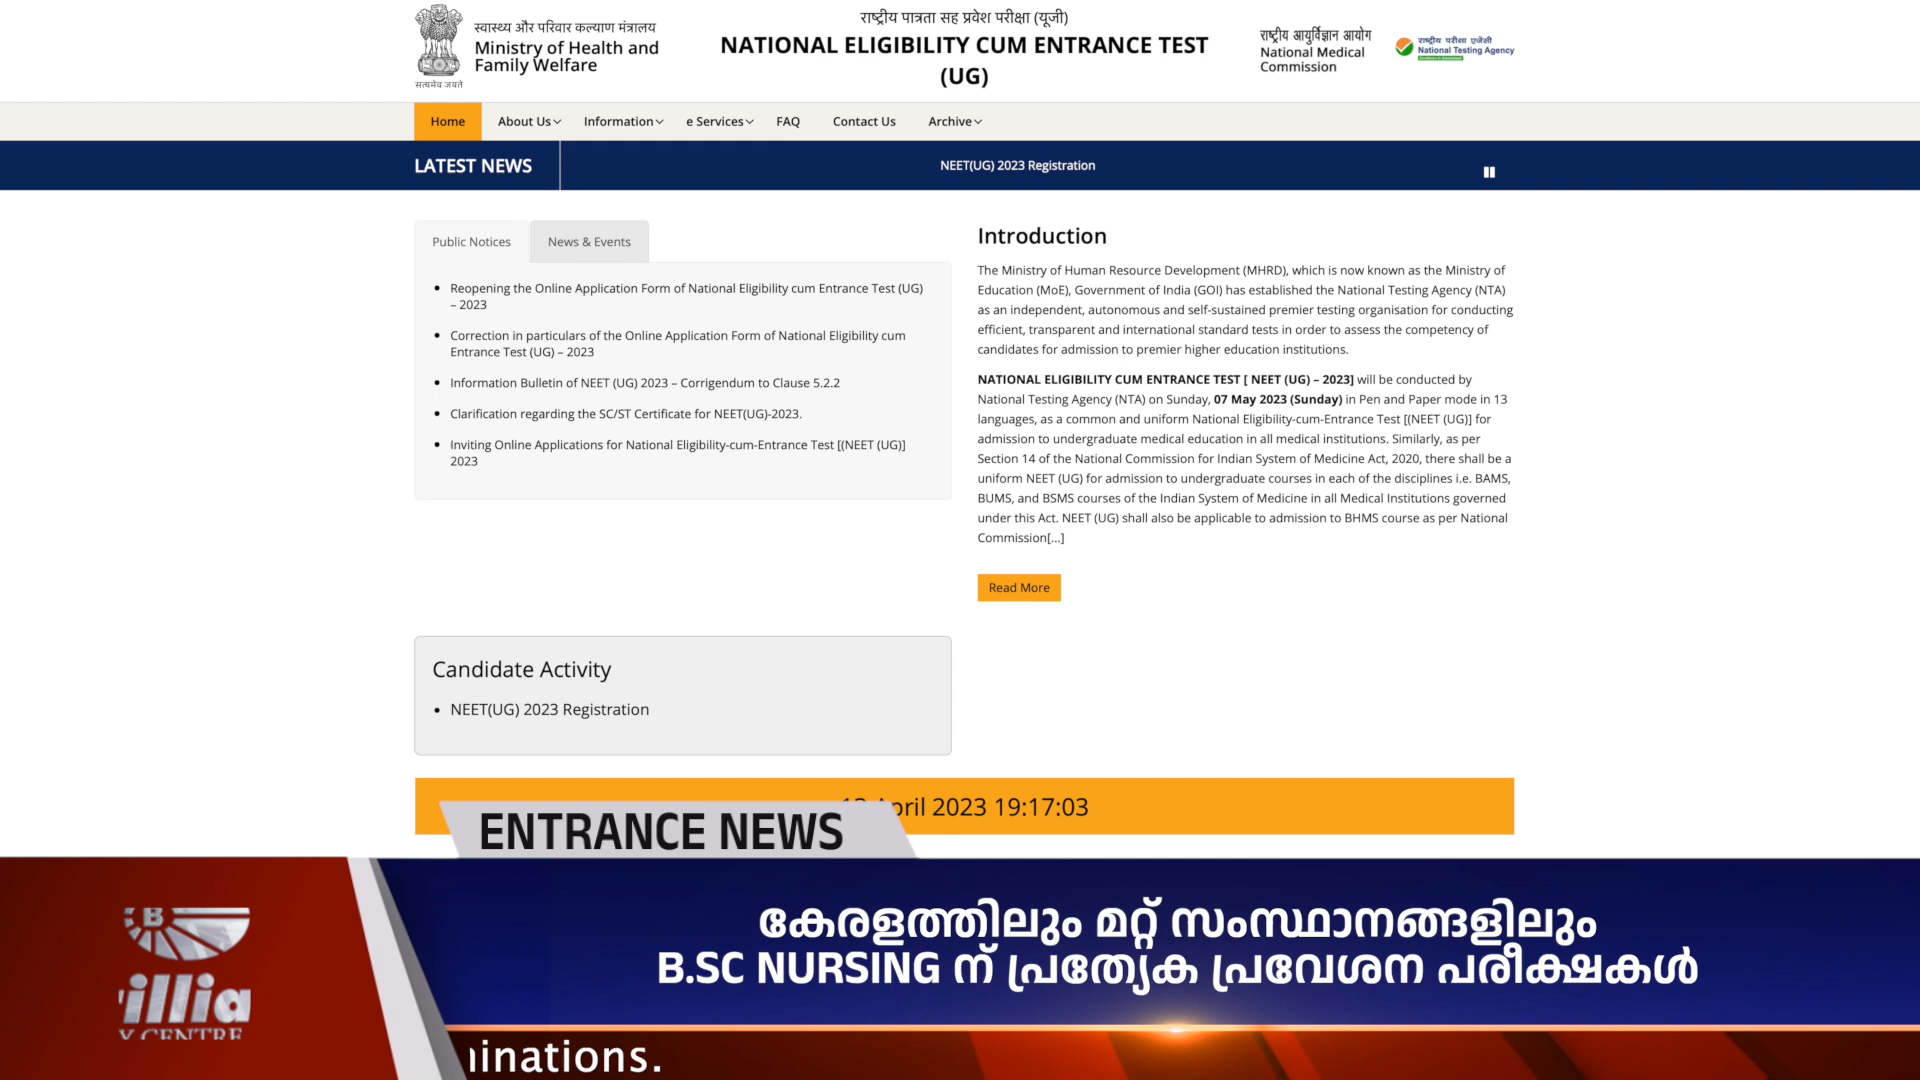 स्वास्थ्य और परिवार कल्याण मंत्रालय
Ministry of Health and
Family Welfare
सत्यमेव जयते
राष्ट्रीय पात्रता सह प्रवेश परीक्षा (यूजी)
NATIONAL ELIGIBILITY CUM ENTRANCE TEST
(UG)
राष्ट्रीय आयुर्विज्ञान आयोग
National Medical
Commission
राष्ट्रीय परीक्षा एजेंसी
National Testing Agency
Home About Us Information e Services FAQ Contact Us Archive
LATEST NEWS
NEET(UG) 2023 Registration
Public Notices News & Events
Reopening the Online Application Form of National Eligibility cum Entrance Test (UG)
– 2023
Correction in particulars of the Online Application Form of National Eligibility cum
Entrance Test (UG) – 2023
Information Bulletin of NEET (UG) 2023 – Corrigendum to Clause 5.2.2
Clarification regarding the SC/ST Certificate for NEET(UG)-2023.
Inviting Online Applications for National Eligibility-cum-Entrance Test [(NEET (UG)]
2023
Introduction
The Ministry of Human Resource Development (MHRD), which is now known as the Ministry of
Education (MoE), Government of India (GOI) has established the National Testing Agency (NTA)
as an independent, autonomous and self-sustained premier testing organisation for conducting
efficient, transparent and international standard tests in order to assess the competency of
candidates for admission to premier higher education institutions.
NATIONAL ELIGIBILITY CUM ENTRANCE TEST [ NEET (UG) – 2023] will be conducted by
National Testing Agency (NTA) on Sunday, 07 May 2023 (Sunday) in Pen and Paper mode in 13
languages, as a common and uniform National Eligibility-cum-Entrance Test [(NEET (UG)] for
admission to undergraduate medical education in all medical institutions. Similarly, as per
Section 14 of the National Commission for Indian System of Medicine Act, 2020, there shall be a
uniform NEET (UG) for admission to undergraduate courses in each of the disciplines i.e. BAMS,
BUMS, and BSMS courses of the Indian System of Medicine in all Medical Institutions governed
under this Act. NEET (UG) shall also be applicable to admission to BHMS course as per National
Commission[...]
Read More
Candidate Activity
NEET(UG) 2023 Registration
April 2023 19:17:03
ENTRANCE NEWS
കേരളത്തിലും മറ്റ് സംസ്ഥാനങ്ങളിലും
B.SC NURSING ന് പ്രത്യേക പ്രവേശന പരീക്ഷകൾ
B
illia
Y CENTRE
inations.